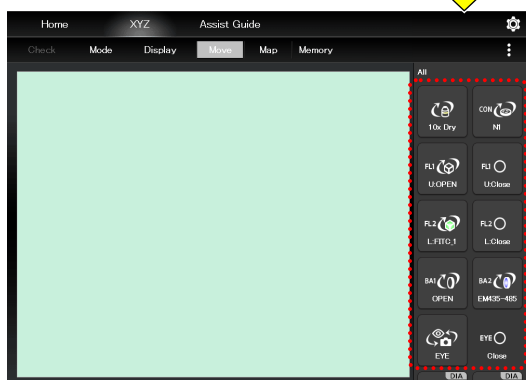 Home XYZ Assist Guide
Check Mode Display Move Map Memory
All
10x Dry
CON
N1
FL1
U:OPEN
FL1
U:Close
FL2
L:FITC_1
FL2
L:Close
BA1
OPEN
BA2
EM435-485
EYE
EYE
Close
DIA DIA